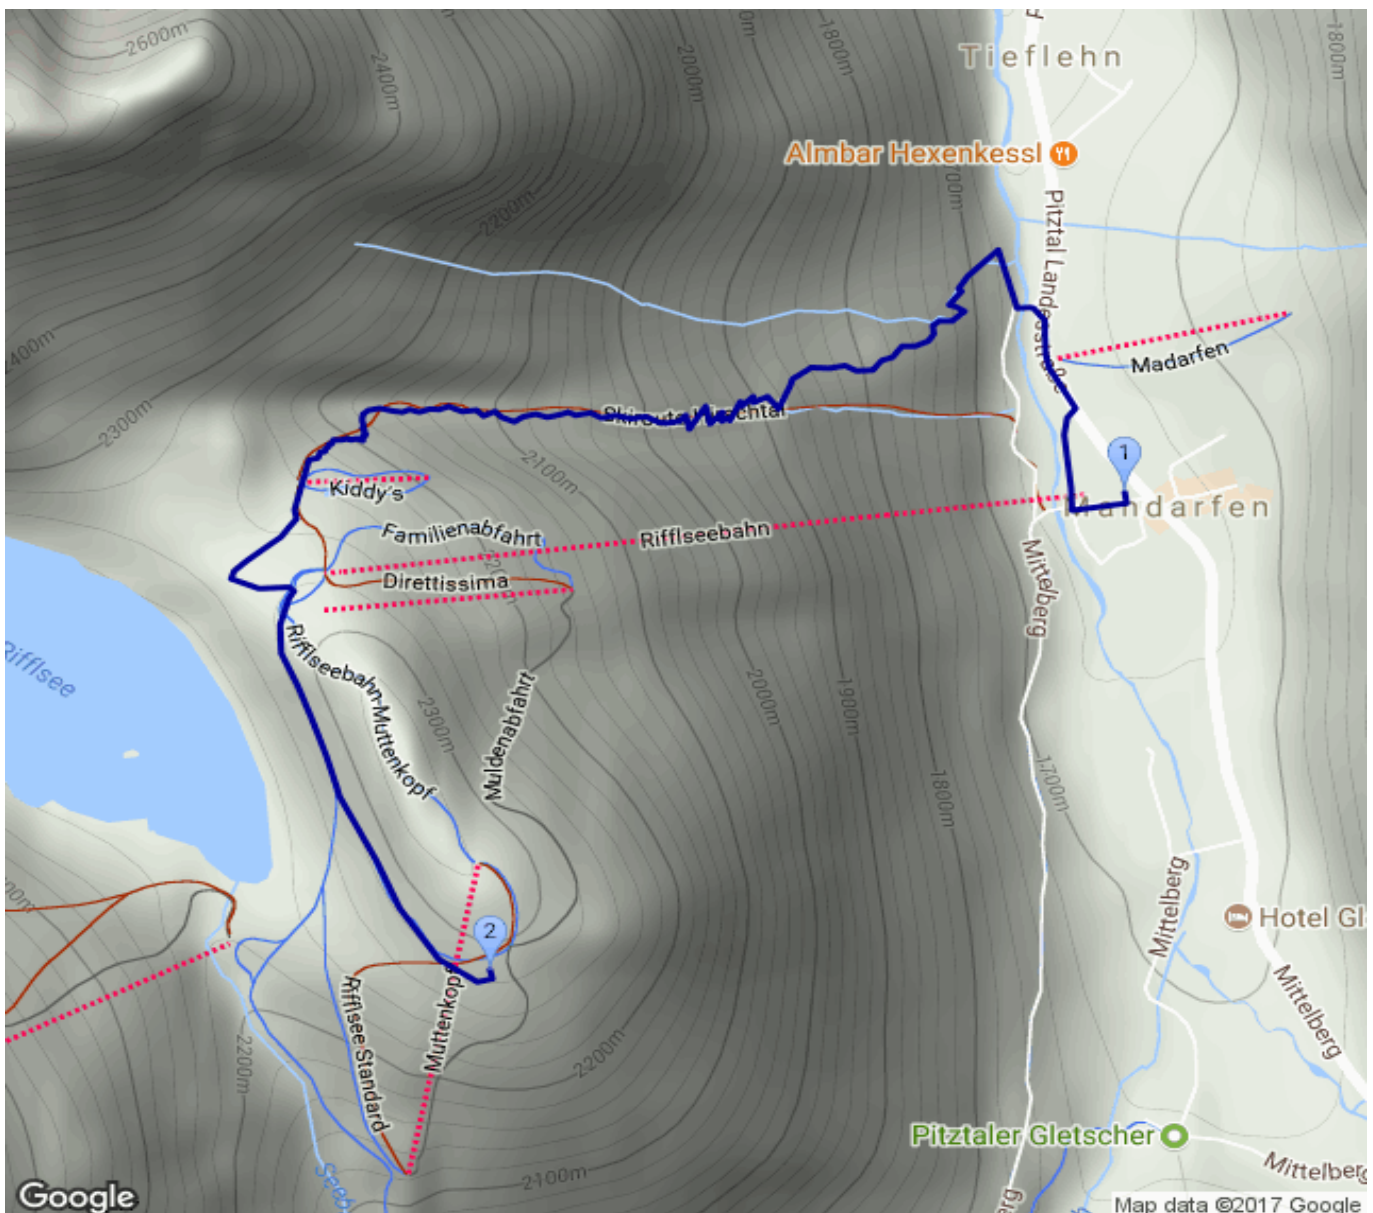 2600m
2400m
00m
1800m
2000m
1800m
Tieflehn
Almbar Hexenkessl
2200m
Pitztal Landesstraße
Madarfen
2400m
2300m
1
Kiddy's
2100m
Familienabfahrt
Rifflseebahn
Mandarfen
Direttissima
Mittelberg
Rifflsee
Rifflseebahn-Muttenkopf
2300m
Muldenabfahrt
2000m
1900m
1800m
1700m
Mittelberg
2
Hotel Gl
Rifflsee Standard
Muttenkopf
2200m
2200m
Mittelberg
Pitztaler Gletscher
Mittelberg
2100m
Google
Map data ©2017 Google